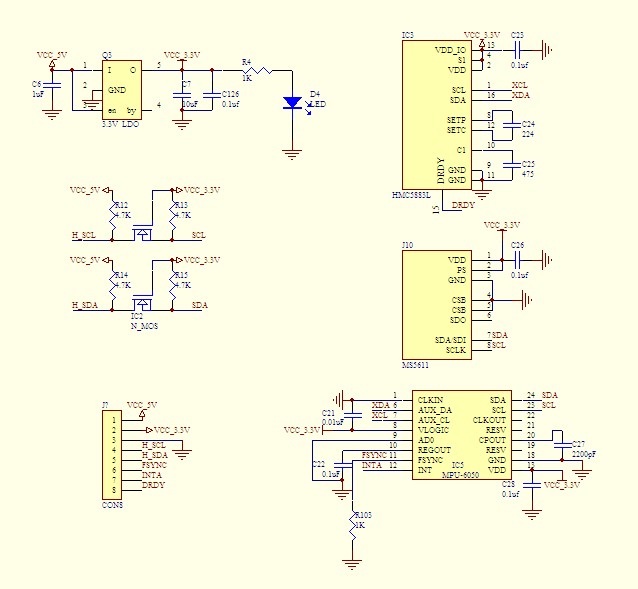 Q3
VCC_5V
VCC_3.3V
1 I O 5
2 GND
3 en by 4
3.3V LDO
C6
1uF
C7
10uF
C126
0.1uf
R4
1K
D4
LED
IC3
VCC_3.3V
VDD_IO 13
S1 4
VDD 2
C23
0.1uf
SCL 1 XCL
SDA 16 XDA
SETP 8
SETC 12
C24
224
C1 10
C25
475
GND 9
GND 11
DRDY
15
DRDY
HMC5883L
VCC_5V
VCC_3.3V
R12
4.7K
R13
4.7K
H_SCL
SCL
VCC_5V
VCC_3.3V
R14
4.7K
R15
4.7K
H_SDA
SDA
IC2
N_MOS
J10
VCC_3.3V
VDD 1
PS 2
GND 3
C26
0.1uf
CSB 4
CSB 5
SDO 6
SDA/SDI 7 SDA
SCLK 8 SCL
MS5611
J?
VCC_5V
1
2 VCC_3.3V
3
4 H_SCL
5 H_SDA
6 FSYNC
7 INTA
8 DRDY
CON8
1 CLKIN SDA 24 SDA
XDA 6 AUX_DA SCL 23 SCL
XCL 7 AUX_CL CLKOUT 22
8 VLOGIC RESV 21
9 AD0 CPOUT 20
10 REGOUT RESV 19
FSYNC 11 FSYNC GND 18
INTA 12 INT VDD 13
IC5
MPU-6050
C21
0.01uF
VCC_3.3V
C22
0.1uF
R103
1K
C27
2200pF
C28
0.1uf
VCC_3.3V